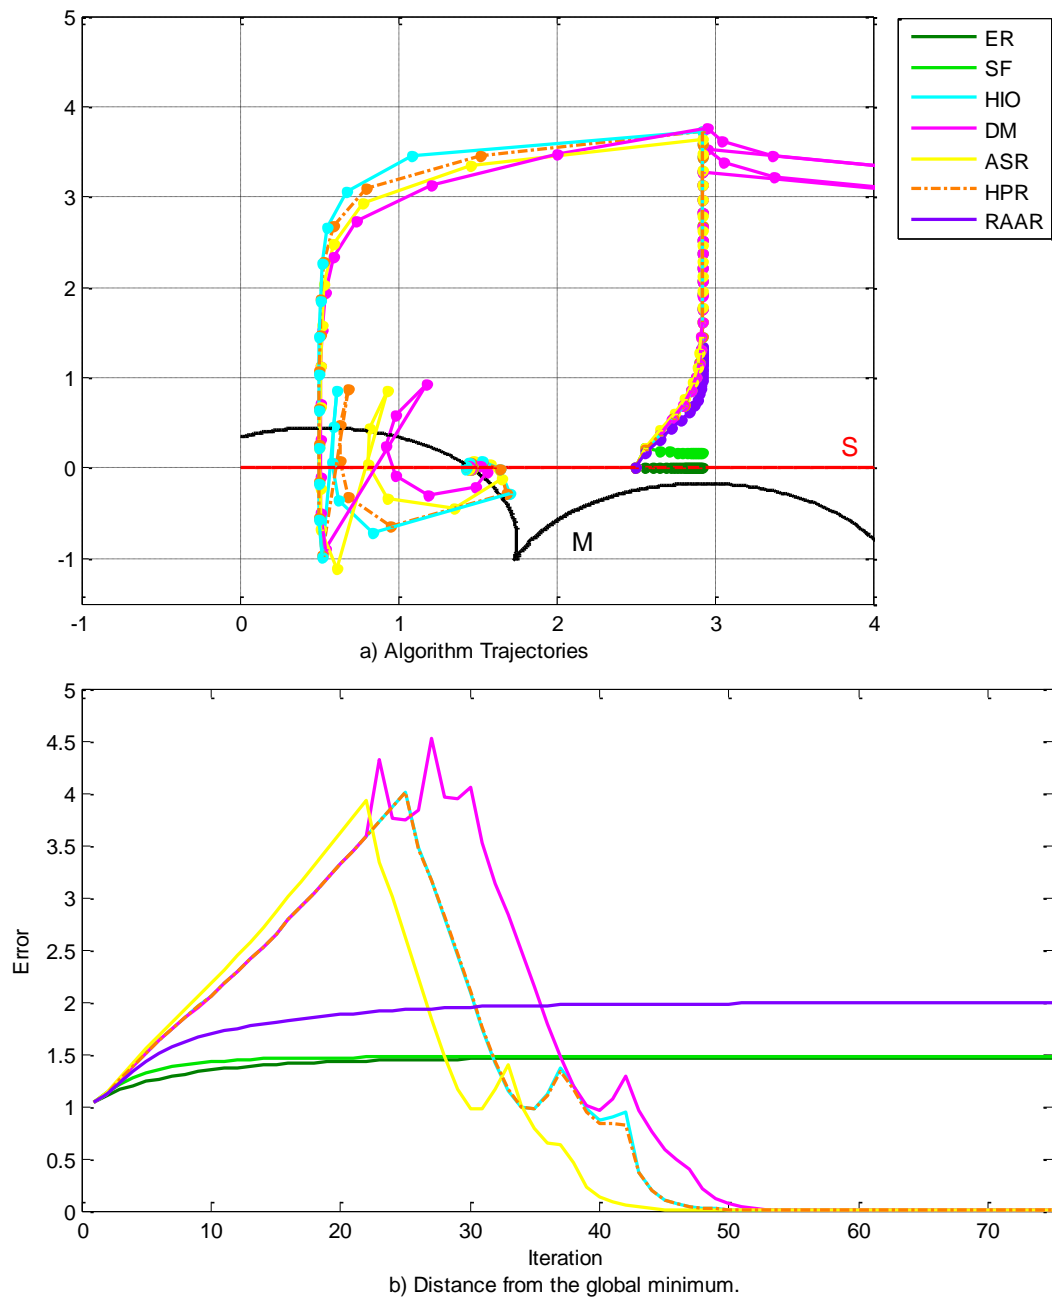 5
4
3
2
1
0
-1
-1 0 1 2 3 4
S
M
a) Algorithm Trajectories
ER
SF
HIO
DM
ASR
HPR
RAAR
5
4.5
4
3.5
3
2.5
2
1.5
1
0.5
0
Error
0 10 20 30 40 50 60 70
Iteration
b) Distance from the global minimum.